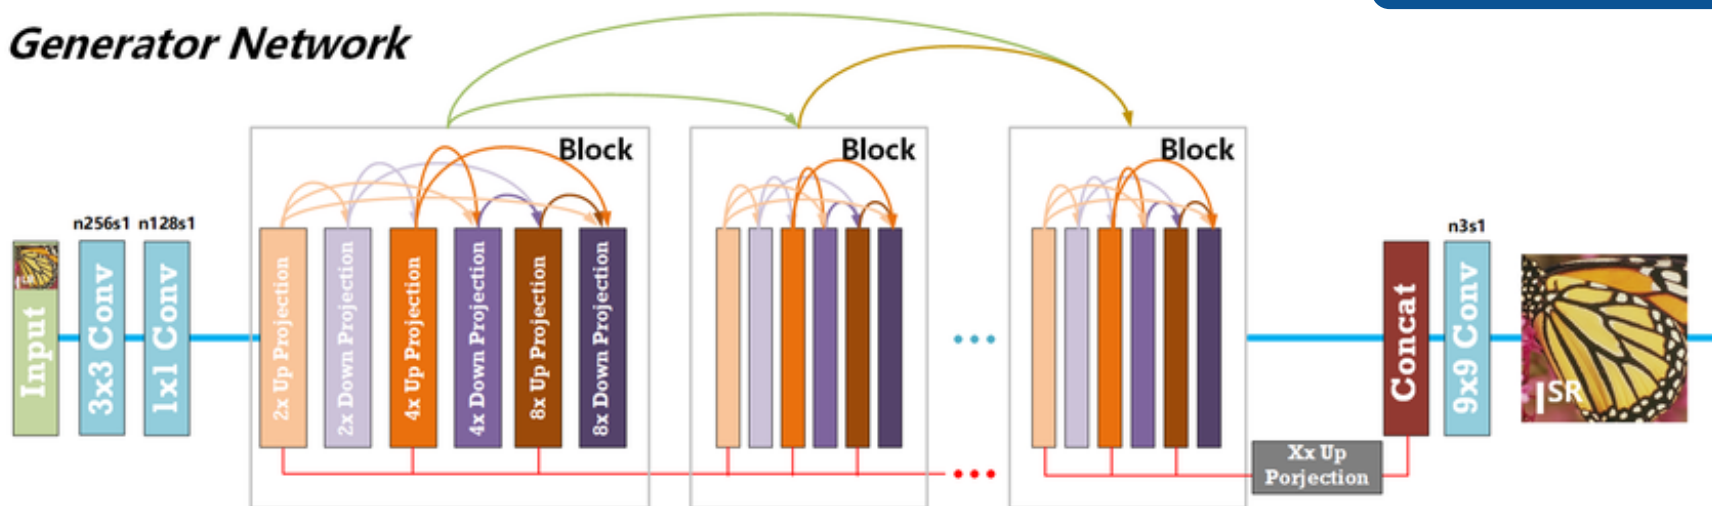 Generator Network
Block
Block
Block
n256s1
n128s1
n3s1
Input
3x3 Conv
1x1 Conv
2x Up Projection
2x Down Projection
4x Up Projection
4x Down Projection
8x Up Projection
8x Down Projection
Xx Up
Porjection
Concat
9x9 Conv
SR